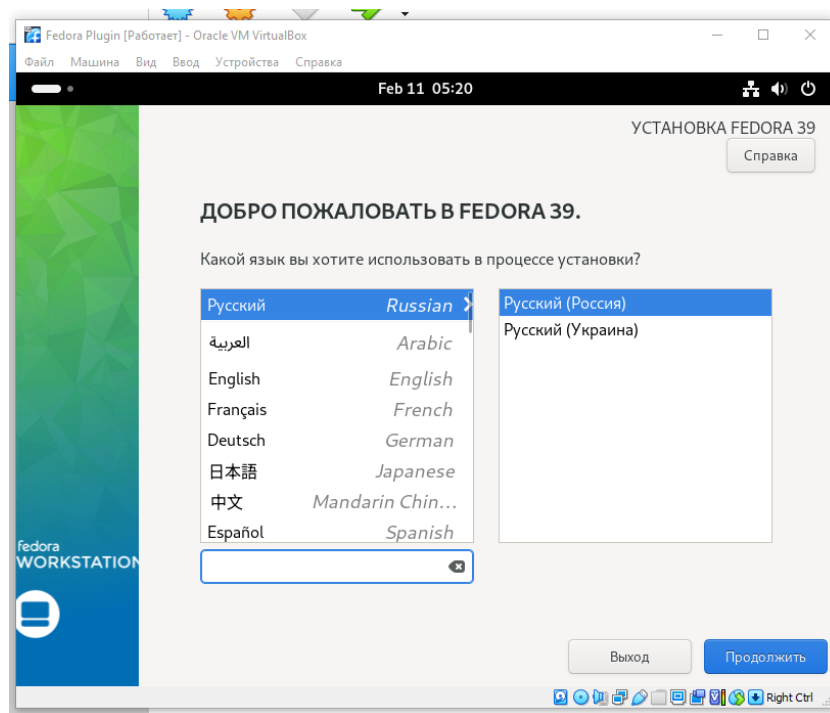 Fedora Plugin [Работает] - Oracle VM VirtualBox
Файл Машина Вид Ввод Устройства Справка
Feb 11 05:20
УСТАНОВКА FEDORA 39
Справка
ДОБРО ПОЖАЛОВАТЬ В FEDORA 39.
Какой язык вы хотите использовать в процессе установки?
Русский Russian
Русский (Россия)
Русский (Украина)
العربية Arabic
English English
Français French
Deutsch German
日本語 Japanese
中文 Mandarin Chin...
Español Spanish
fedora
WORKSTATION
Выход Продолжить
Right Ctrl